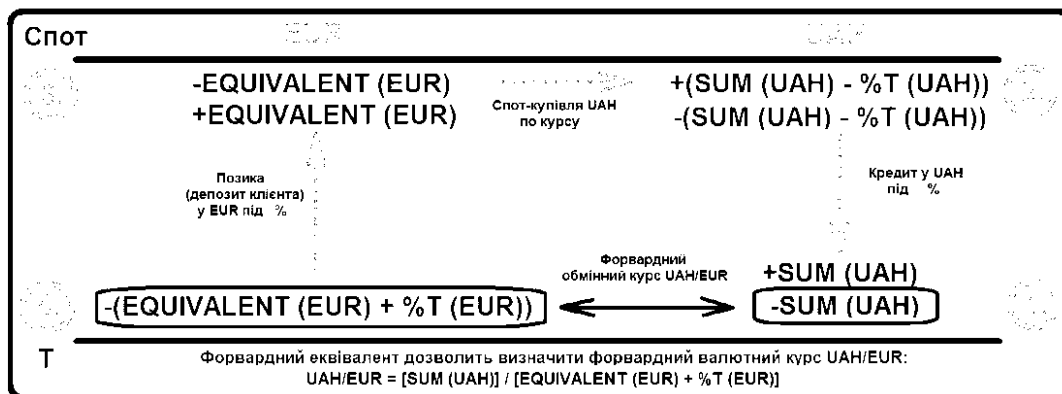 Спот EUR UAH
-EQUIVALENT (EUR) +(SUM (UAH) - %T (UAH))
+EQUIVALENT (EUR) Спот-купівля UAH -(SUM (UAH) - %T (UAH))
по курсу
Позика
(депозит клієнта)
у EUR під %
Кредит у UAH
під %
Форвардний
обмінний курс UAH/EUR
+SUM (UAH)
-(EQUIVALENT (EUR) + %T (EUR)) -SUM (UAH)
T Форвардний еквівалент дозволить визначити форвардний валютний курс UAH/EUR:
UAH/EUR = [SUM (UAH)] / [EQUIVALENT (EUR) + %T (EUR)]